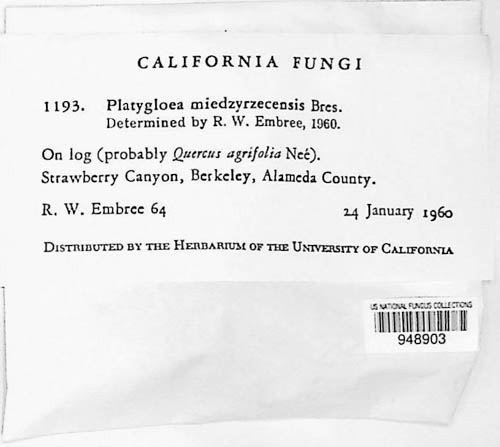 CALIFORNIA FUNGI
1193. Platygloea miedzyrzecensis Bres.
Determined by R. W. Embree, 1960.
On log (probably Quercus agrifolia Neé).
Strawberry Canyon, Berkeley, Alameda County.
R. W. Embree 64 24 January 1960
DISTRIBUTED BY THE HERBARIUM OF THE UNIVERSITY OF CALIFORNIA
US NATIONAL FUNGUS COLLECTIONS
948903